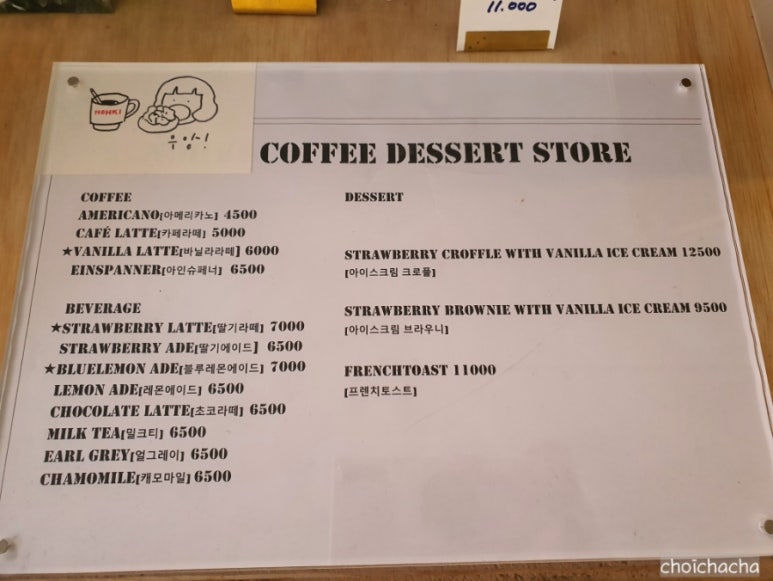 11.000
HONKI
우앙~!
COFFEE DESSERT STORE
COFFEE
AMERICANO[아메리카노] 4500
CAFÉ LATTE[카페라떼] 5000
★VANILLA LATTE[바닐라라떼] 6000
EINSPANNER[아인슈페너] 6500
BEVERAGE
★STRAWBERRY LATTE[딸기라떼] 7000
STRAWBERRY ADE[딸기에이드] 6500
★BLUELEMON ADE[블루레몬에이드] 7000
LEMON ADE[레몬에이드] 6500
CHOCOLATE LATTE[초코라떼] 6500
MILK TEA[밀크티] 6500
EARL GREY[얼그레이] 6500
CHAMOMILE[캐모마일] 6500
DESSERT
STRAWBERRY CROFFLE WITH VANILLA ICE CREAM 12500
[아이스크림 크로풀]
STRAWBERRY BROWNIE WITH VANILLA ICE CREAM 9500
[아이스크림 브라우니]
FRENCHTOAST 11000
[프렌치토스트]
choichacha